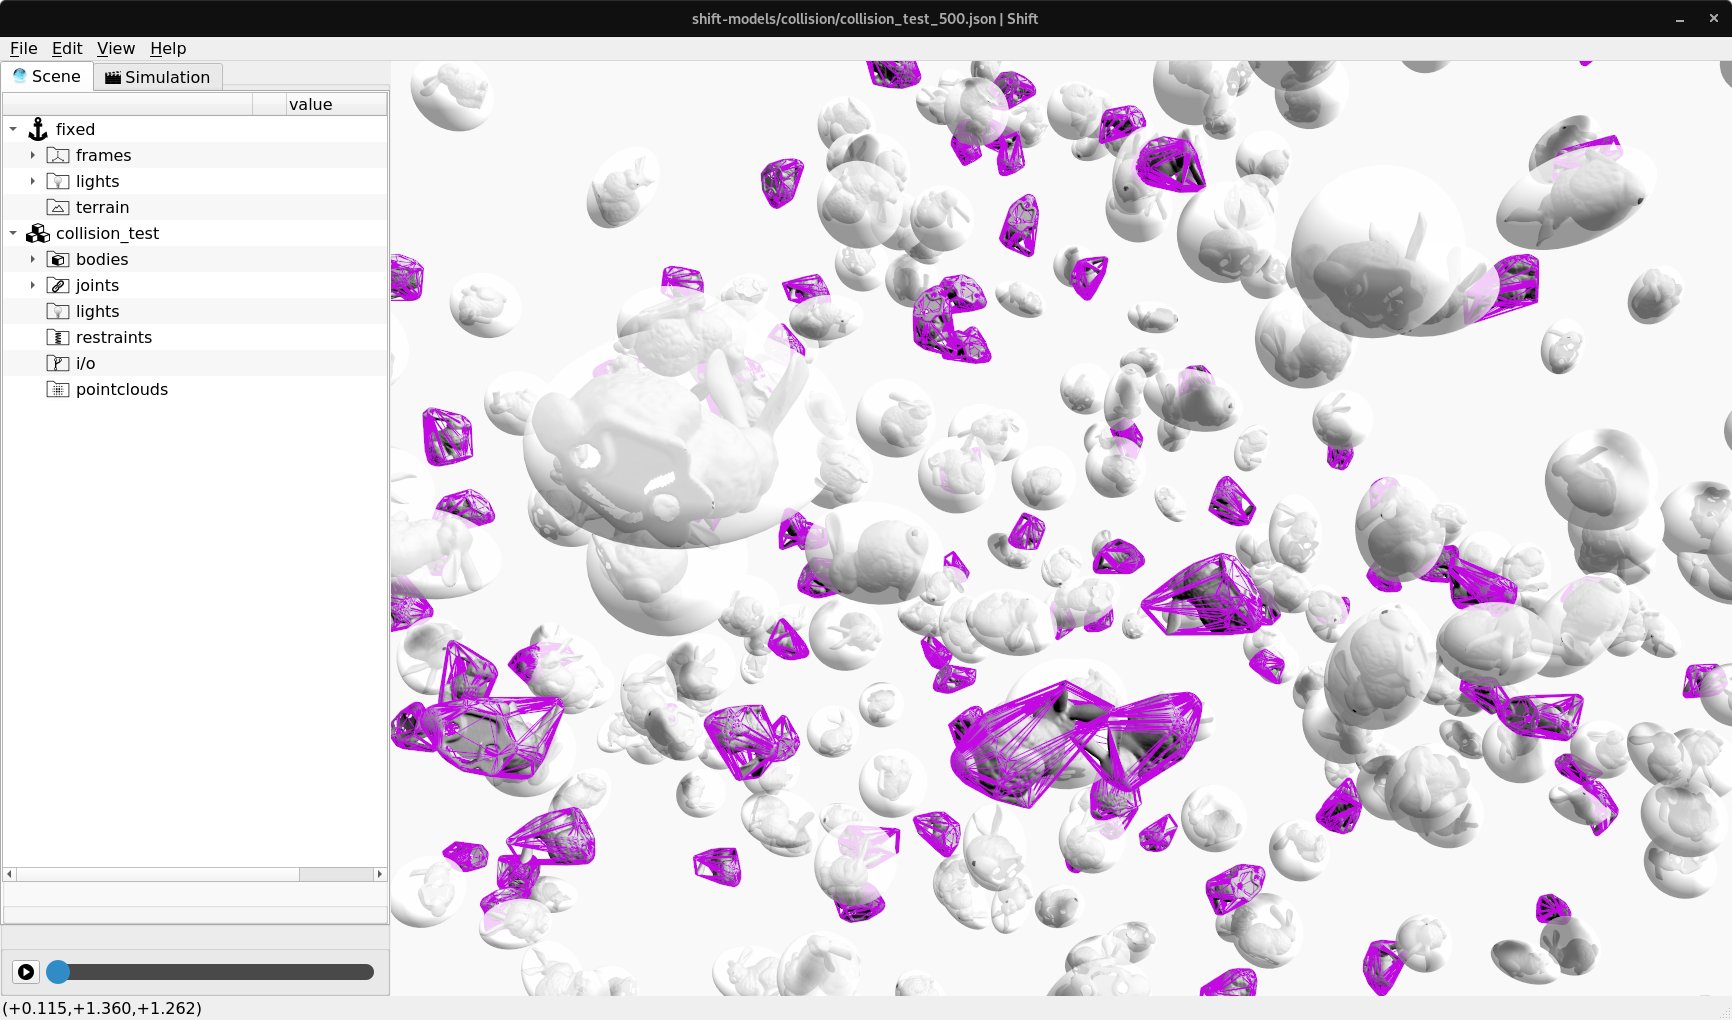 shift-models/collision/collision_test_500.json | Shift
File Edit View Help
Scene Simulation
value
fixed
frames
lights
terrain
collision_test
bodies
joints
lights
restraints
i/o
pointclouds
(+0.115,+1.360,+1.262)